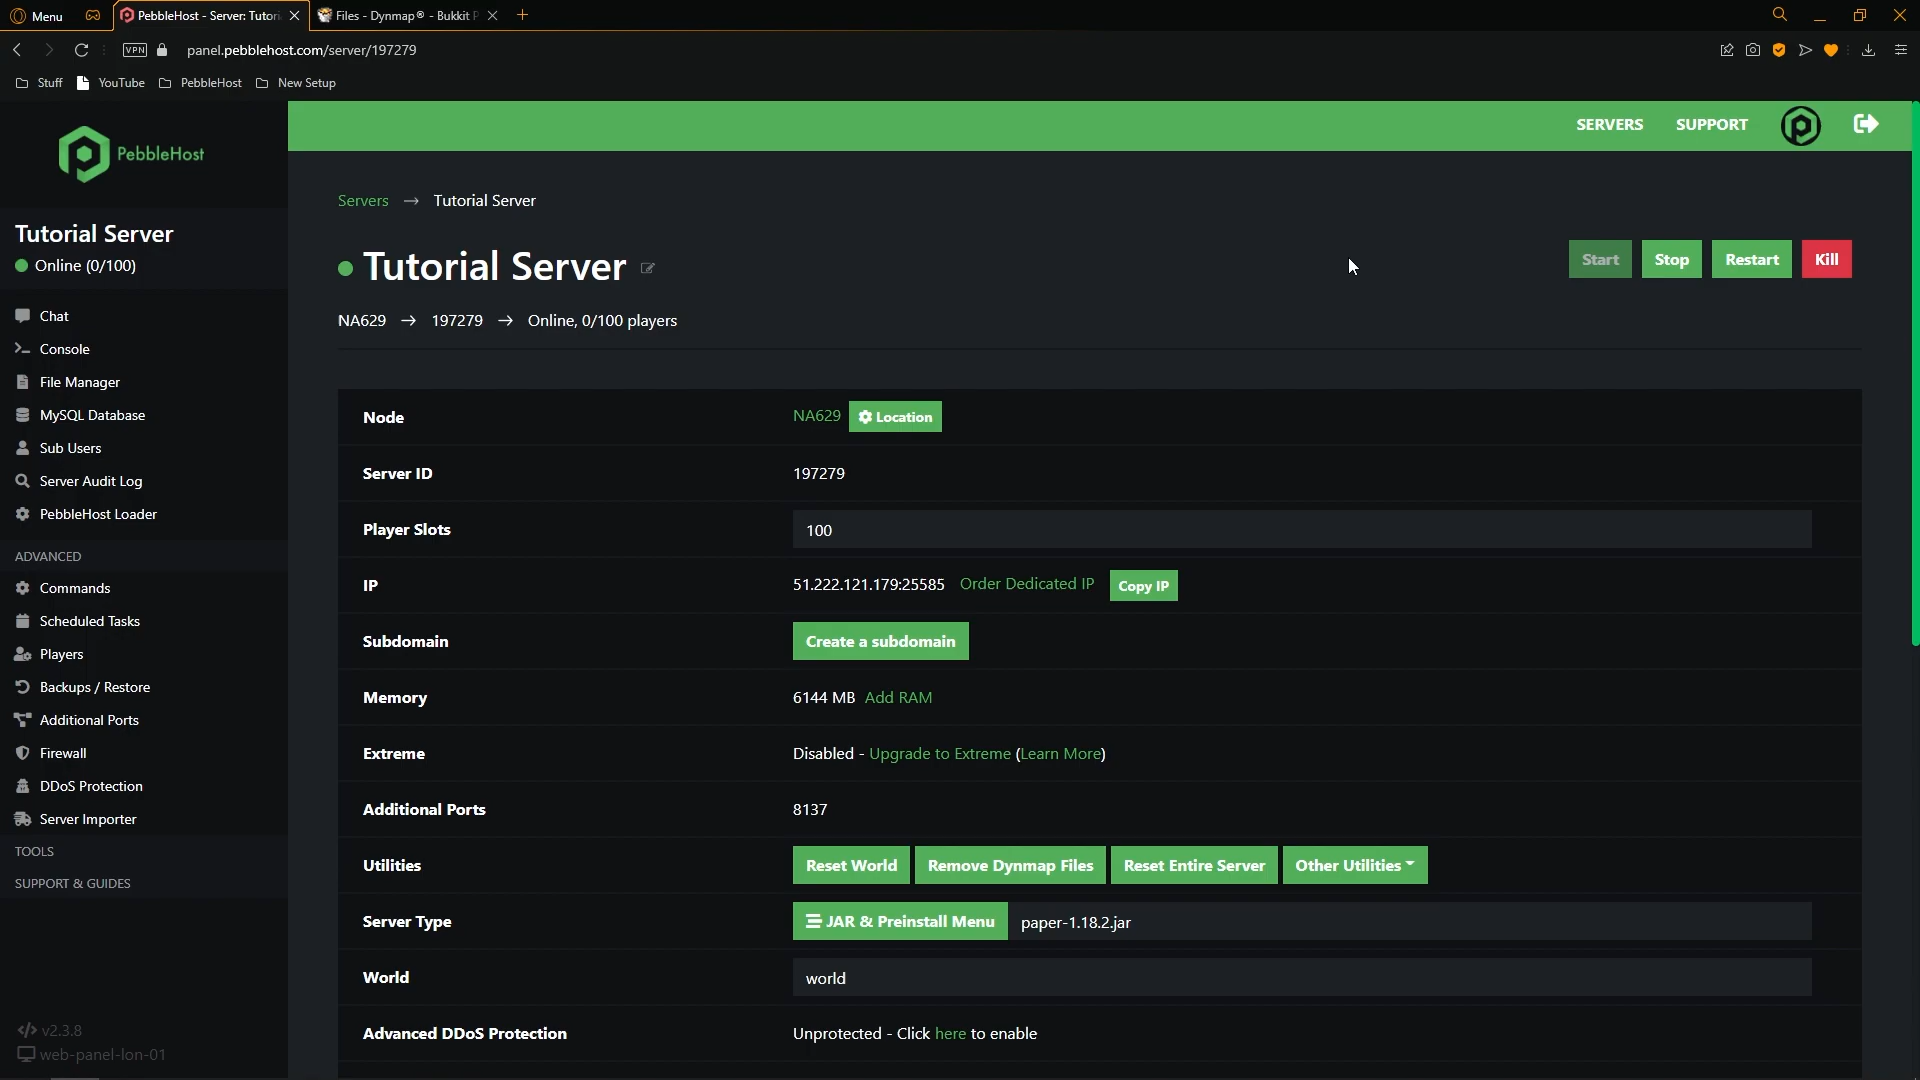 Menu
PebbleHost - Server: Tutori
Files - Dynmap® - Bukkit P
VPN
panel.pebblehost.com/server/197279
Stuff
YouTube
PebbleHost
New Setup
PebbleHost
SERVERS
SUPPORT
Servers → Tutorial Server
Tutorial Server
Online (0/100)
Tutorial Server
Start
Stop
Restart
Kill
NA629 → 197279 → Online, 0/100 players
Chat
Console
File Manager
MySQL Database
Sub Users
Server Audit Log
PebbleHost Loader
ADVANCED
Commands
Scheduled Tasks
Players
Backups / Restore
Additional Ports
Firewall
DDoS Protection
Server Importer
TOOLS
SUPPORT & GUIDES
v2.3.8
web-panel-lon-01
Node
NA629 Location
Server ID
197279
Player Slots
100
IP
51.222.121.179:25585 Order Dedicated IP Copy IP
Subdomain
Create a subdomain
Memory
6144 MB Add RAM
Extreme
Disabled - Upgrade to Extreme (Learn More)
Additional Ports
8137
Utilities
Reset World Remove Dynmap Files Reset Entire Server Other Utilities
Server Type
JAR & Preinstall Menu paper-1.18.2.jar
World
world
Advanced DDoS Protection
Unprotected - Click here to enable